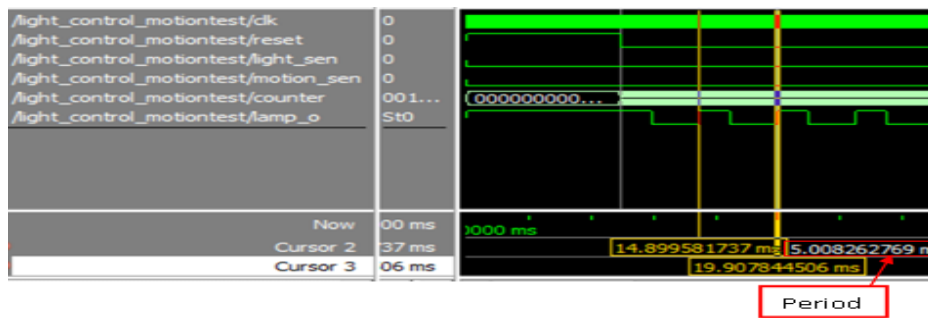 /light_control_motiontest/clk 0
/light_control_motiontest/reset 0
/light_control_motiontest/light_sen 0
/light_control_motiontest/motion_sen 0
/light_control_motiontest/counter 001... 000000000...
/light_control_motiontest/lamp_o St0
Now 00 ms 0000 ms
Cursor 2 737 ms 14.899581737 ms 5.008262769 m
Cursor 3 06 ms 19.907844506 ms
Period